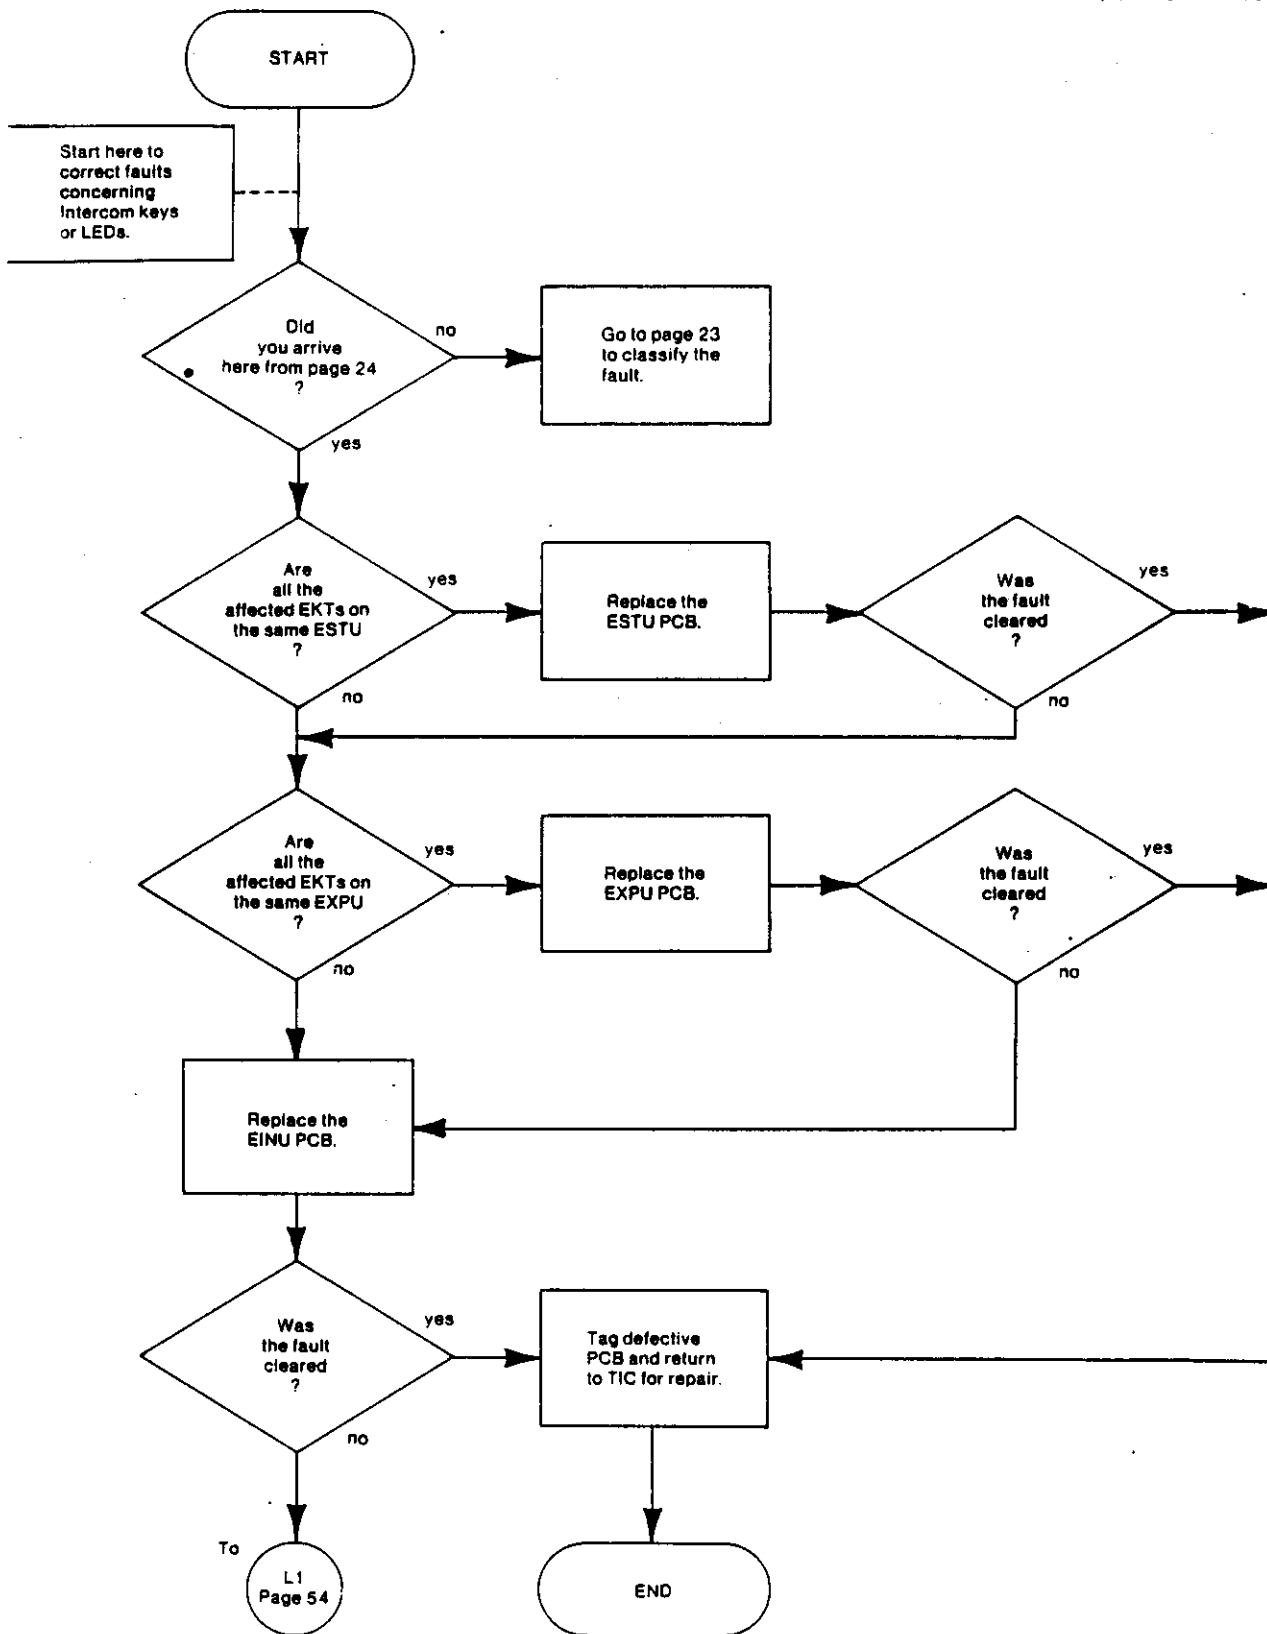 START
Start here to
correct faults
concerning
Intercom keys
or LEDs.
Did
you arrive
here from page 24
?
no
Go to page 23
to classify the
fault.
yes
Are
all the
affected EKTs on
the same ESTU
?
yes
Replace the
ESTU PCB.
Was
the fault
cleared
?
yes
no
no
Are
all the
affected EKTs on
the same EXPU
?
yes
Replace the
EXPU PCB.
Was
the fault
cleared
?
yes
no
no
Replace the
EINU PCB.
Was
the fault
cleared
?
yes
Tag defective
PCB and return
to TIC for repair.
no
To
L1
Page 54
END